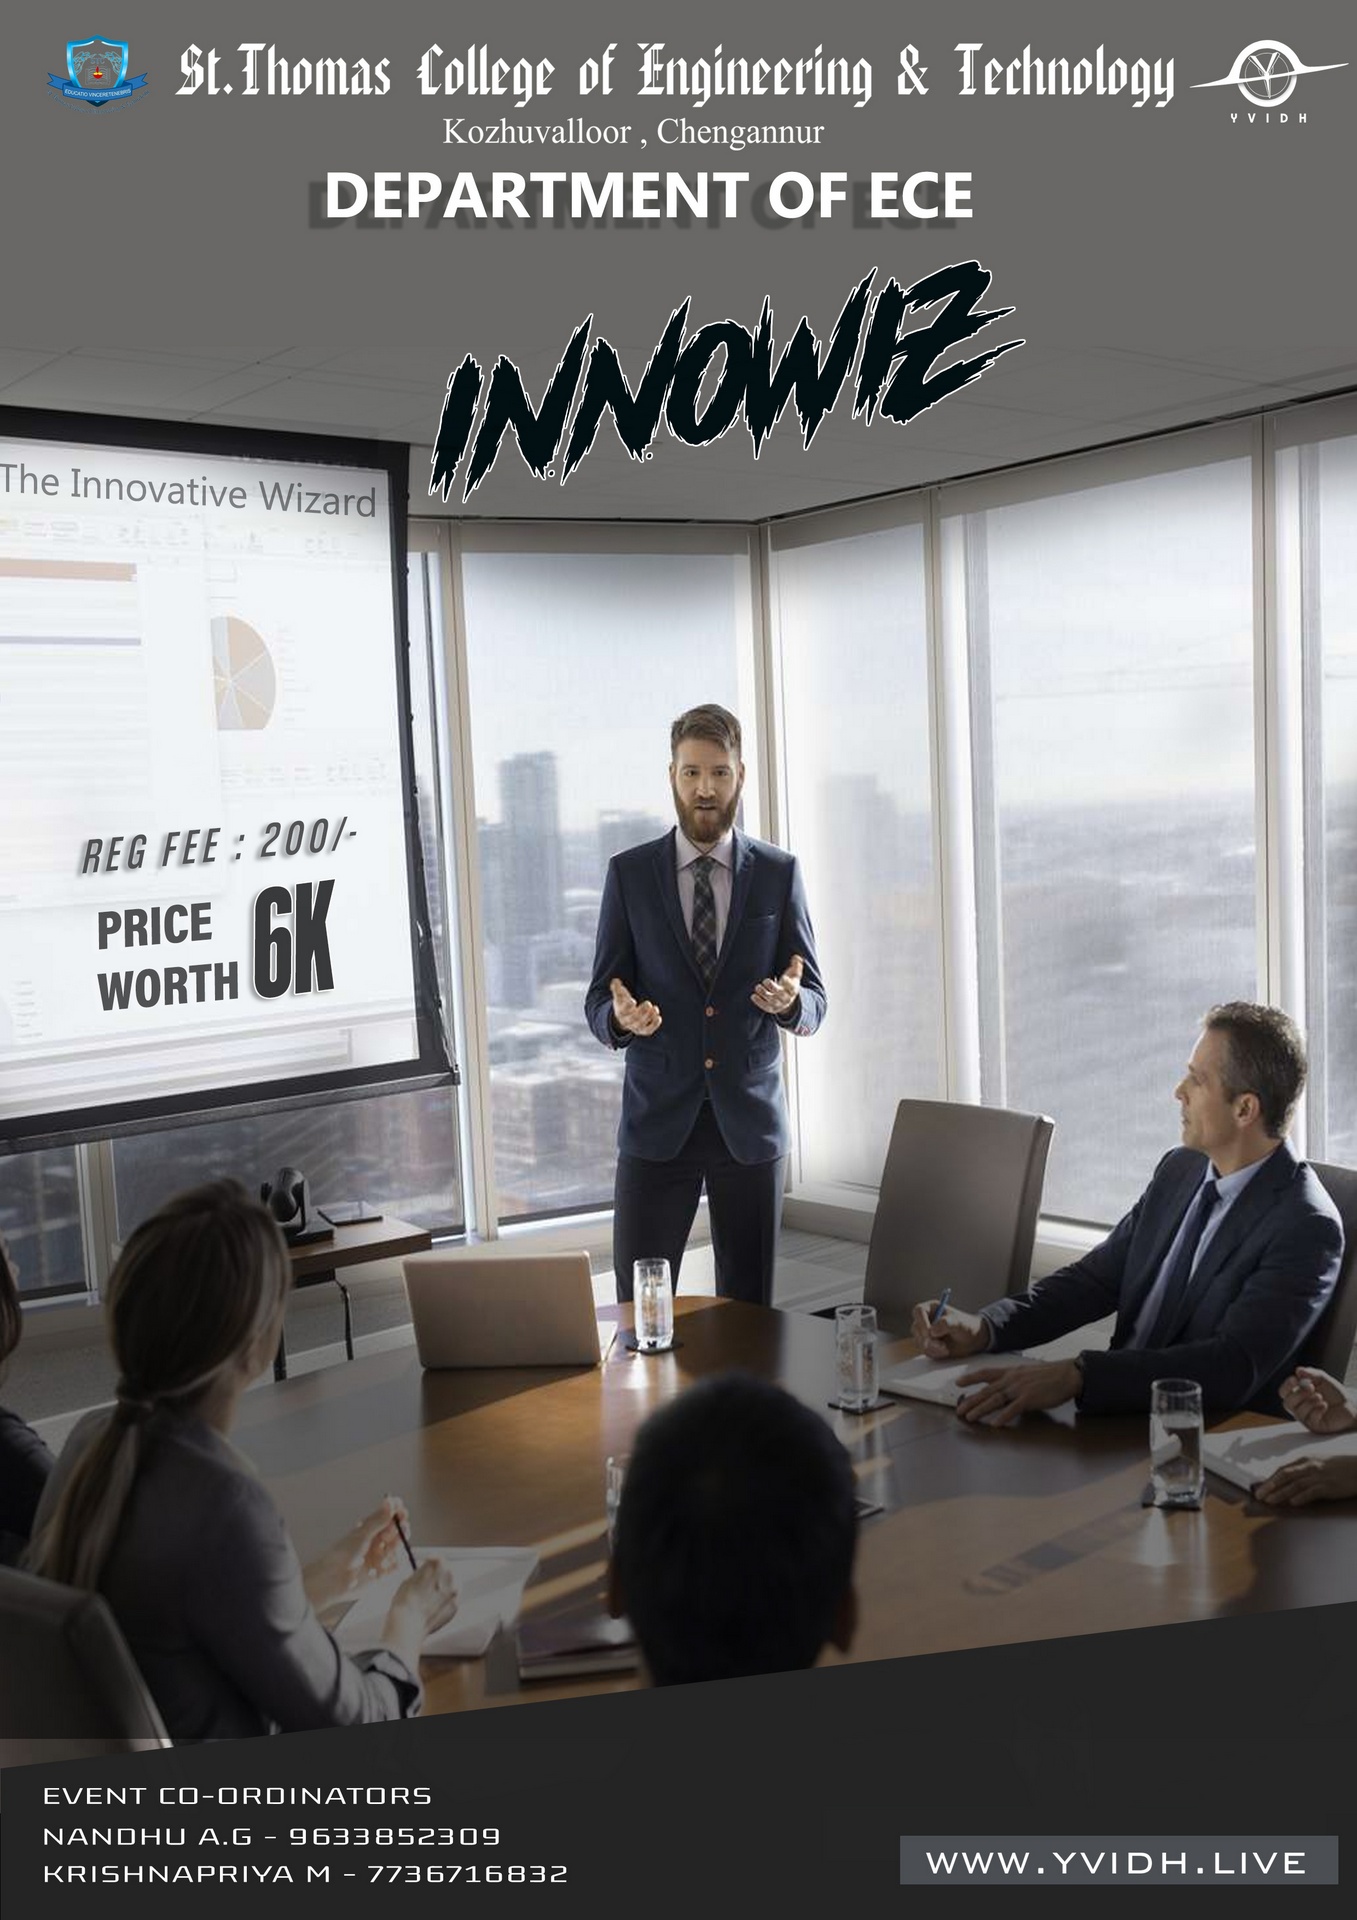 St.Thomas College of Engineering & Technology
EDUCATIO VINCERETENEBRIS
YVIDH
Kozhuvalloor , Chengannur
DEPARTMENT OF ECE
INNOWIZ
The Innovative Wizard
REG FEE : 200/-
PRICE
WORTH 6K
EVENT CO-ORDINATORS
NANDHU A.G - 9633852309
KRISHNAPRIYA M - 7736716832
WWW.YVIDH.LIVE